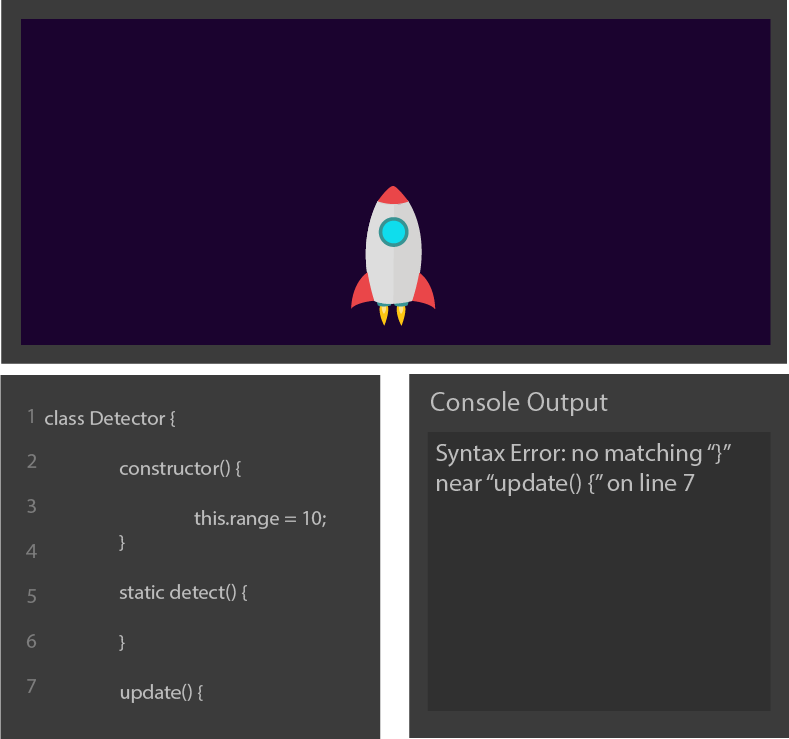 1 class Detector {
2 constructor() {
3 this.range = 10;
4 }
5 static detect() {
6 }
7 update() {
Console Output
Syntax Error: no matching “}”
near “update() {” on line 7